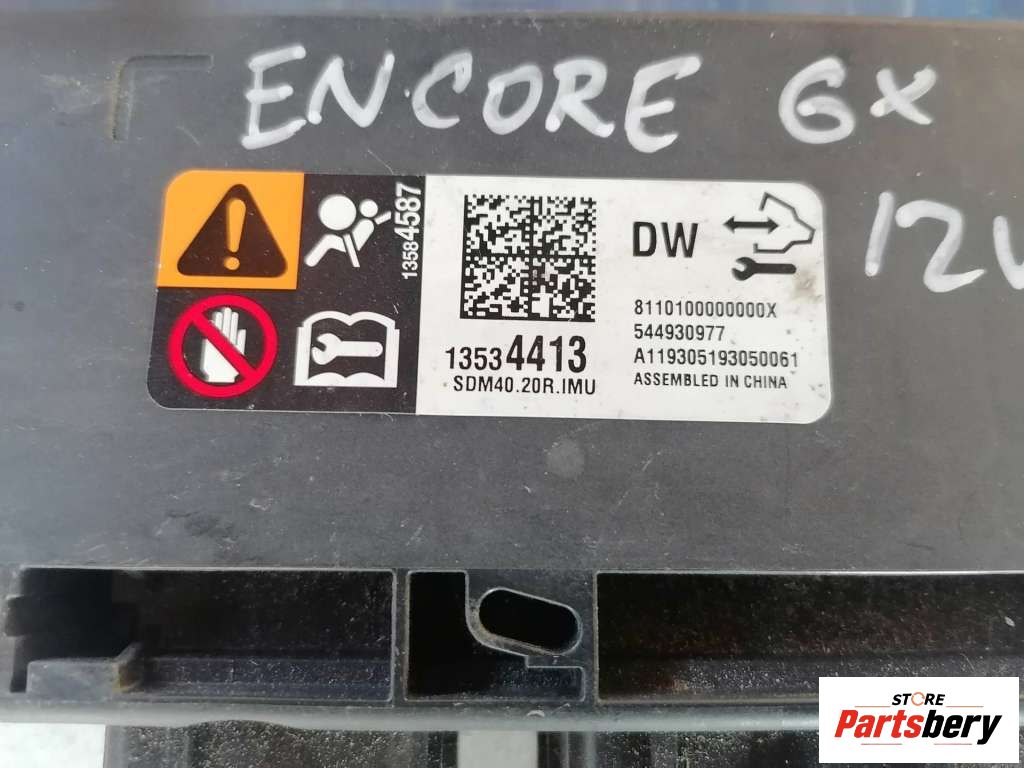 ENCORE GX
12V
13584587
DW
13534413
SDM40.20R.IMU
8110100000000X
544930977
A119305193050061
ASSEMBLED IN CHINA
STORE
Partsbery